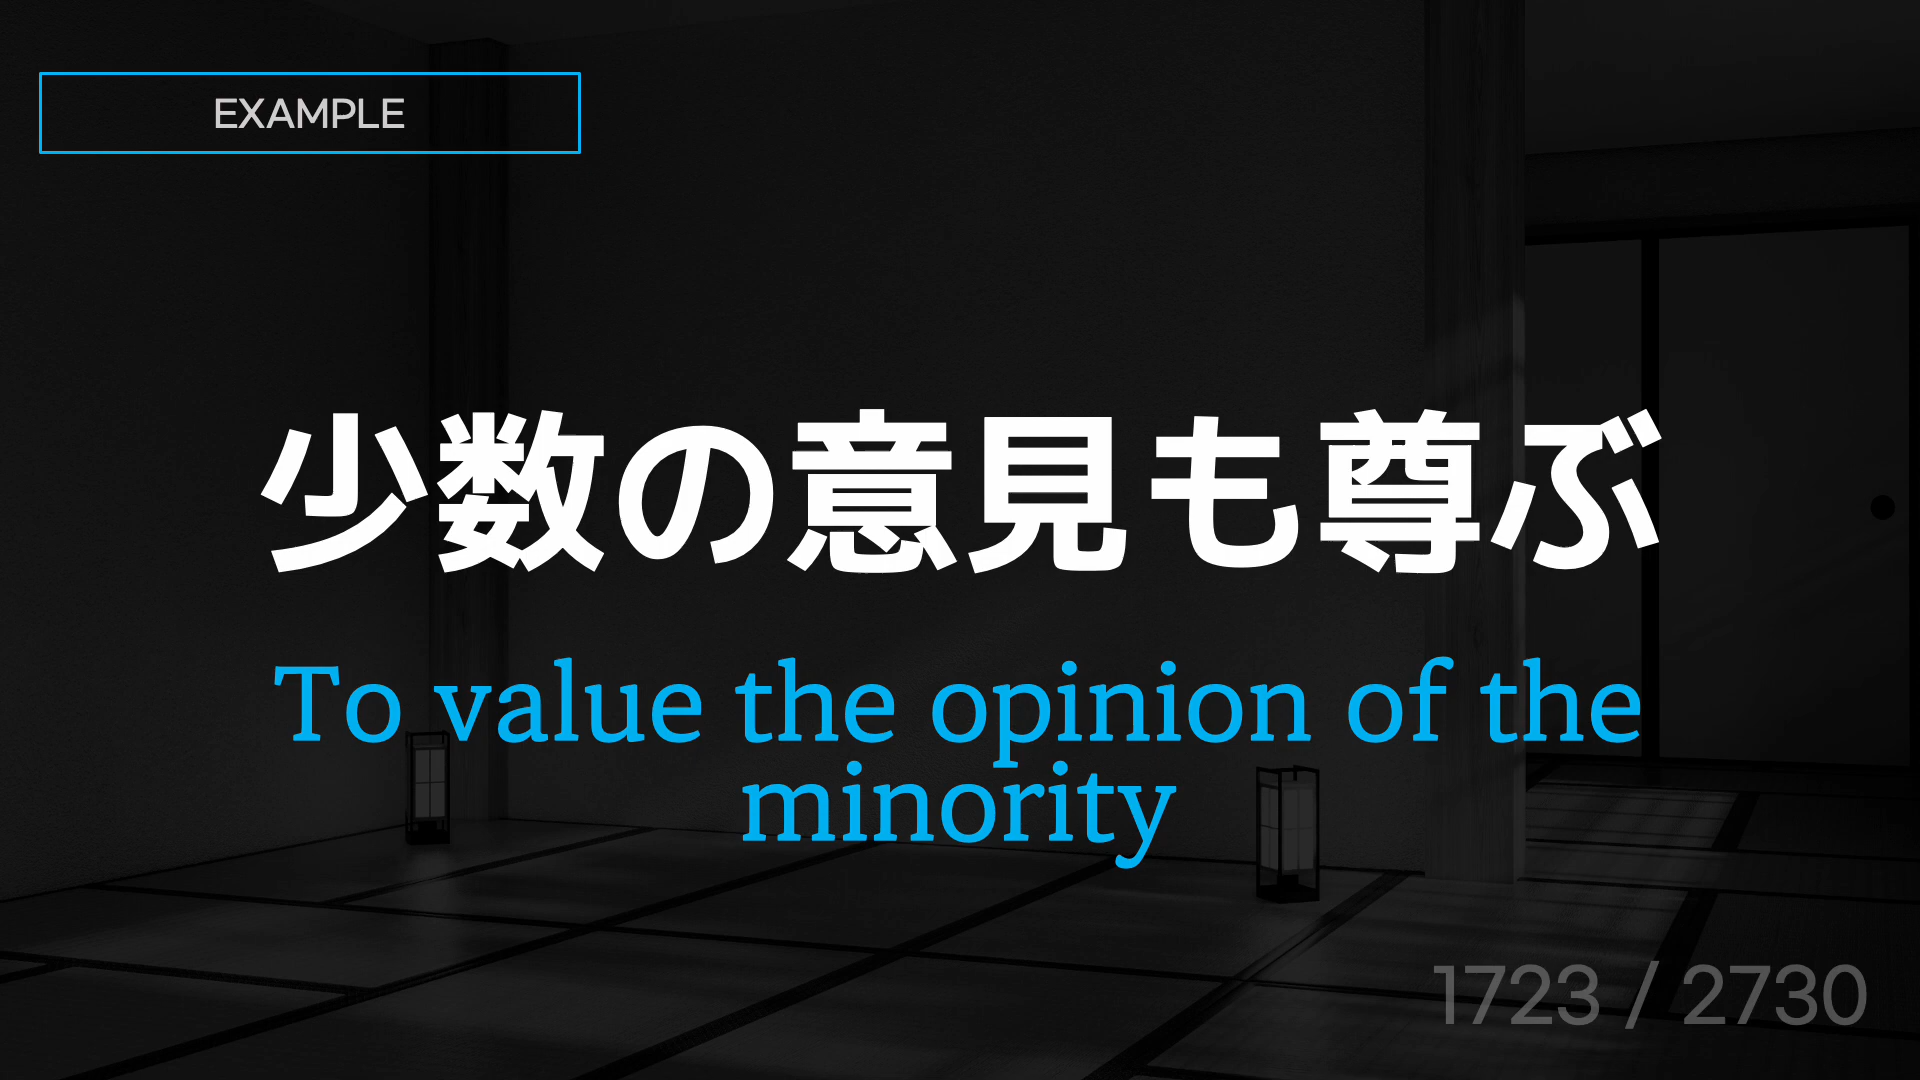 EXAMPLE
少数の意見も尊ぶ
To value the opinion of the
minority
1723 / 2730